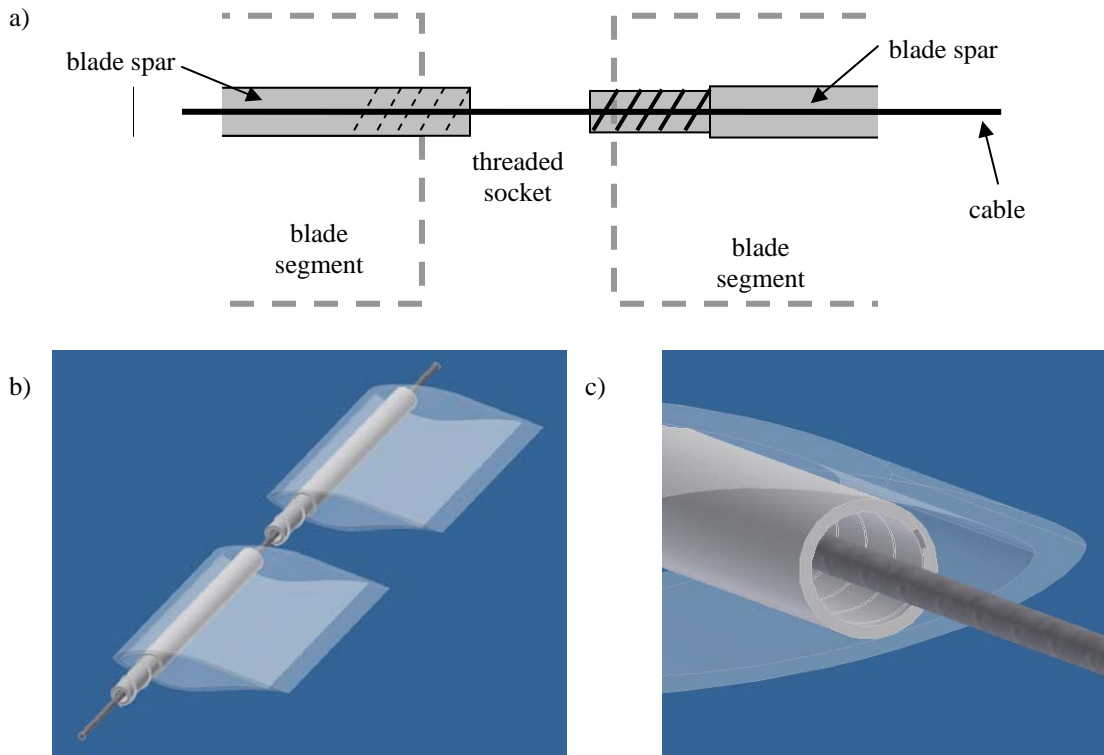 a)
blade spar
blade spar
threaded
socket
cable
blade
segment
blade
segment
b)
c)